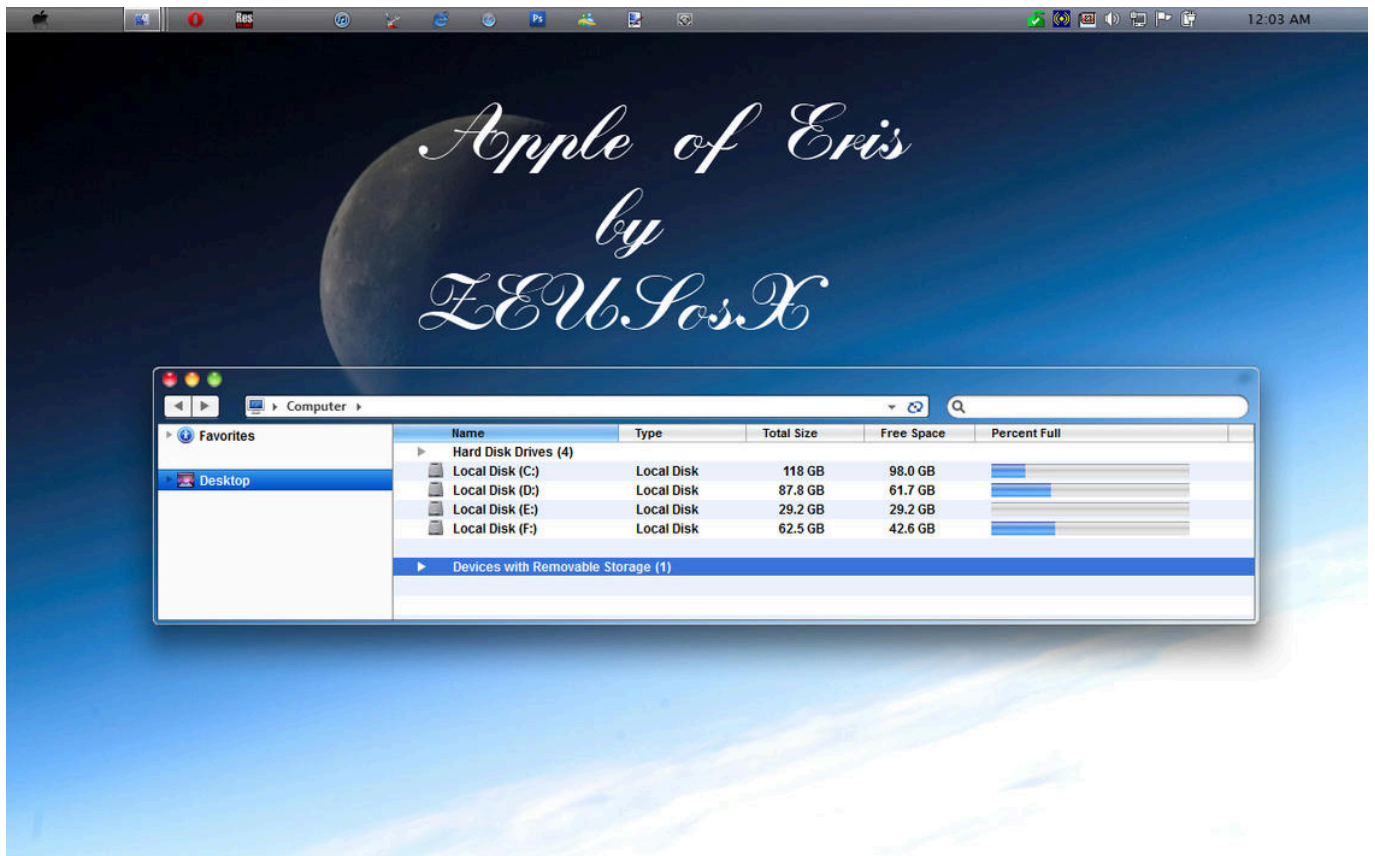 Res
Ps
12:03 AM
Apple of Eris
by
ZEUSosX
Computer
Favorites
Desktop
Name Type Total Size Free Space Percent Full
Hard Disk Drives (4)
Local Disk (C:) Local Disk 118 GB 98.0 GB
Local Disk (D:) Local Disk 87.8 GB 61.7 GB
Local Disk (E:) Local Disk 29.2 GB 29.2 GB
Local Disk (F:) Local Disk 62.5 GB 42.6 GB
Devices with Removable Storage (1)